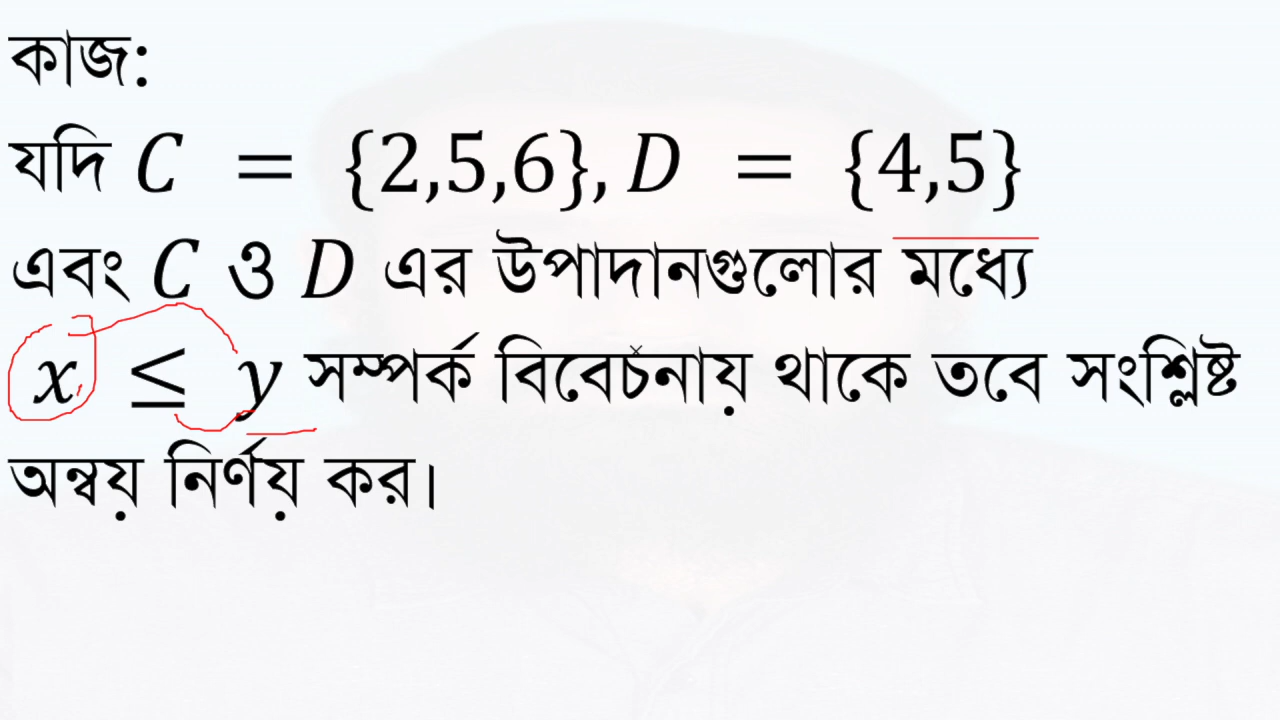 কাজ:
যদি C = {2,5,6}, D = {4,5}
এবং C ও D এর উপাদানগুলোর মধ্যে
x ≤ y সম্পর্ক বিবেচনায় থাকে তবে সংশ্লিষ্ট
অন্বয় নির্ণয় কর।